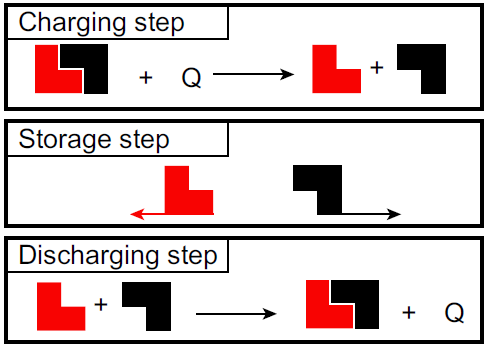 Charging step
+ Q +
Storage step
Discharging step
+ + Q